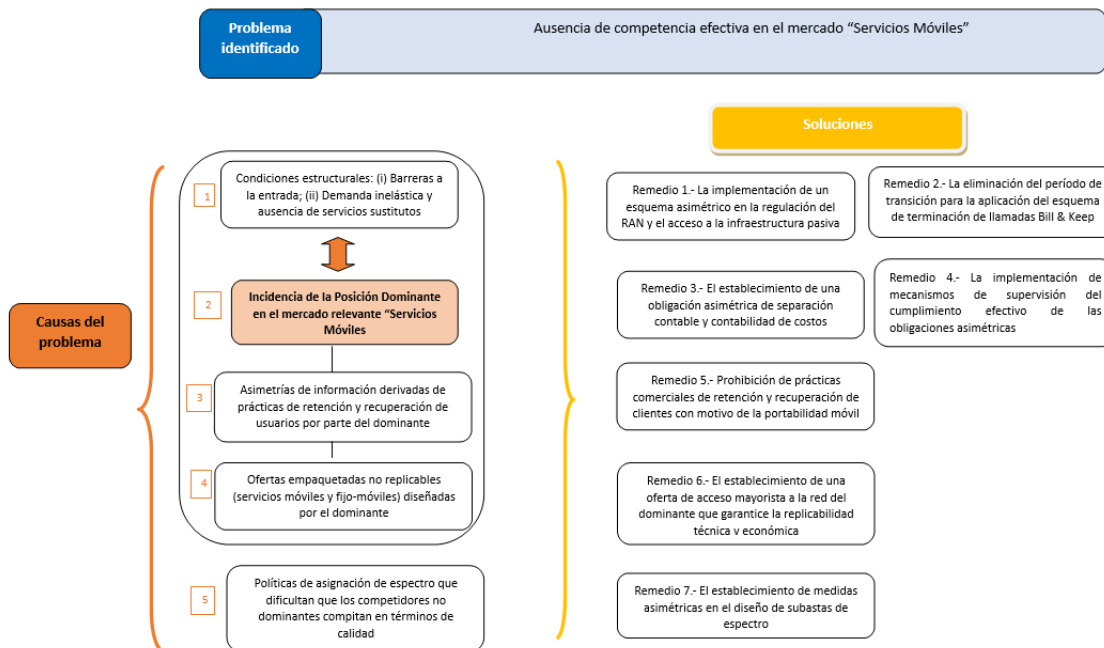 Problema
identificado
Ausencia de competencia efectiva en el mercado “Servicios Móviles”
Soluciones
Causas del
problema
1
Condiciones estructurales: (i) Barreras a
la entrada; (ii) Demanda inelástica y
ausencia de servicios sustitutos
2
Incidencia de la Posición Dominante
en el mercado relevante “Servicios
Móviles
3
Asimetrías de información derivadas de
prácticas de retención y recuperación de
usuarios por parte del dominante
4
Ofertas empaquetadas no replicables
(servicios móviles y fijo-móviles) diseñadas
por el dominante
5
Políticas de asignación de espectro que
dificultan que los competidores no
dominantes compitan en términos de
calidad
Remedio 1.- La implementación de un
esquema asimétrico en la regulación del
RAN y el acceso a la infraestructura pasiva
Remedio 2.- La eliminación del período de
transición para la aplicación del esquema
de terminación de llamadas Bill & Keep
Remedio 3.- El establecimiento de una
obligación asimétrica de separación
contable y contabilidad de costos
Remedio 4.- La implementación de
mecanismos de supervisión del
cumplimiento efectivo de las
obligaciones asimétricas
Remedio 5.- Prohibición de prácticas
comerciales de retención y recuperación de
clientes con motivo de la portabilidad móvil
Remedio 6.- El establecimiento de una
oferta de acceso mayorista a la red del
dominante que garantice la replicabilidad
técnica y económica
Remedio 7.- El establecimiento de medidas
asimétricas en el diseño de subastas de
espectro